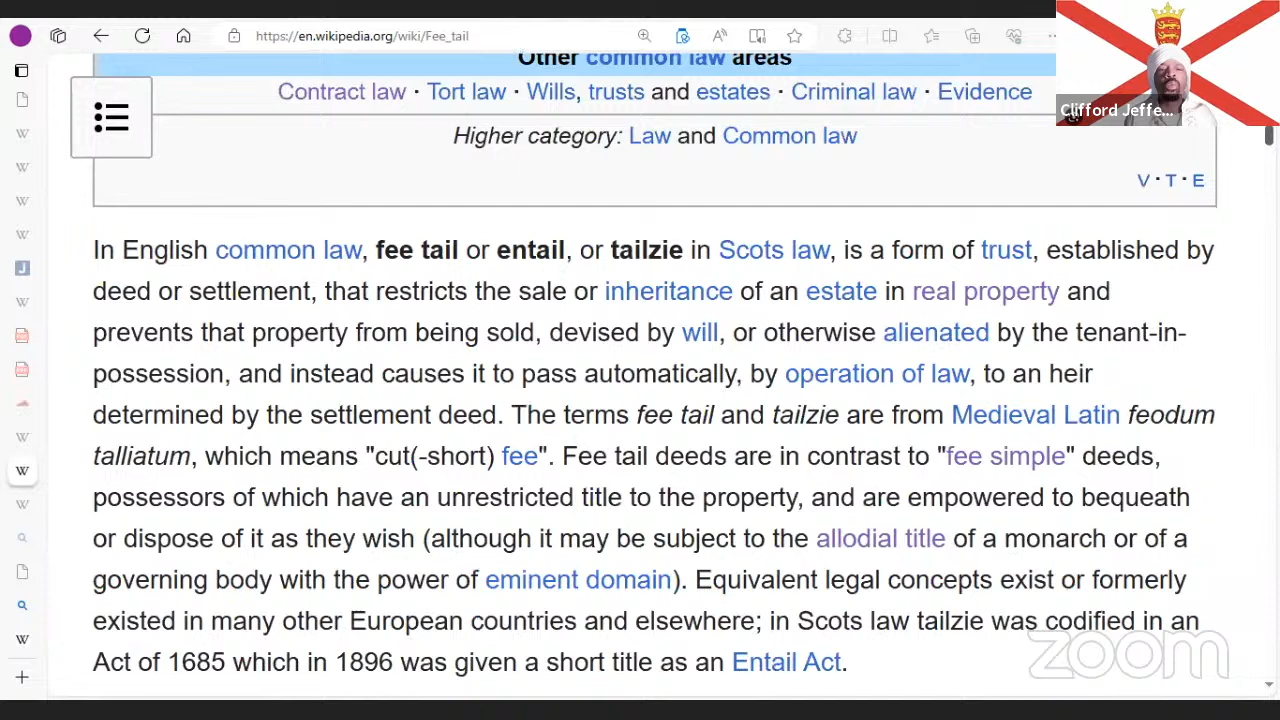 https://en.wikipedia.org/wiki/Fee_tail
Other common law areas
Contract law · Tort law · Wills, trusts and estates · Criminal law · Evidence
Clifford Jeffe...
Higher category: Law and Common law
V · T · E
In English common law, fee tail or entail, or tailzie in Scots law, is a form of trust, established by
deed or settlement, that restricts the sale or inheritance of an estate in real property and
prevents that property from being sold, devised by will, or otherwise alienated by the tenant-in-
possession, and instead causes it to pass automatically, by operation of law, to an heir
determined by the settlement deed. The terms fee tail and tailzie are from Medieval Latin feodum
talliatum, which means "cut(-short) fee". Fee tail deeds are in contrast to "fee simple" deeds,
possessors of which have an unrestricted title to the property, and are empowered to bequeath
or dispose of it as they wish (although it may be subject to the allodial title of a monarch or of a
governing body with the power of eminent domain). Equivalent legal concepts exist or formerly
existed in many other European countries and elsewhere; in Scots law tailzie was codified in an
Act of 1685 which in 1896 was given a short title as an Entail Act.
zoom